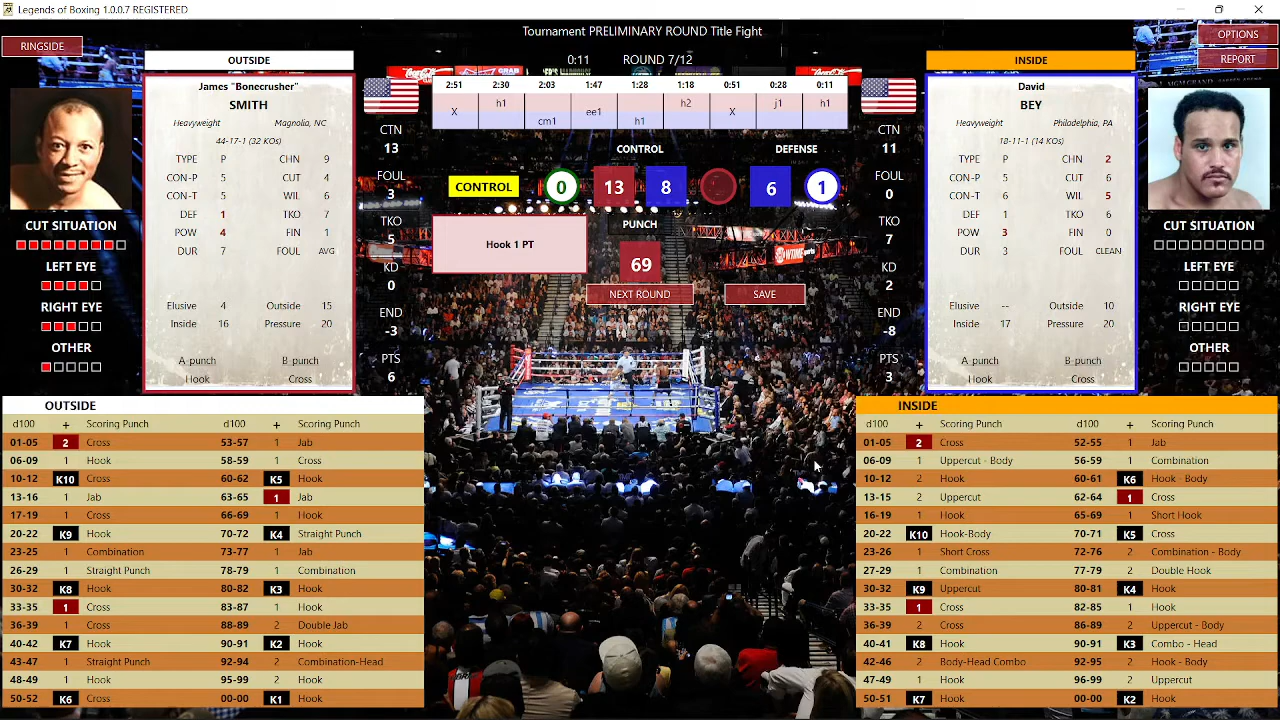 Legends of Boxing 1.0.0.7 REGISTERED
Tournament PRELIMINARY ROUND Title Fight
RINGSIDE
OPTIONS
REPORT
0:11 ROUND 7/12
OUTSIDE
INSIDE
James "Bonecrusher"
SMITH
Heavyweight Magnolia, NC
44-17-1 (32 KOs)
TYPE P CHN 9
CON-P 5 CUT 4
CON-T 5 WIL 6
DEF 1 TKO 7
POW 4 FIN 1
DUR 5 FOUL AVG
Elusive 4 Outside 15
Inside 16 Pressure 20
A-punch B-punch
Hook Cross
CUT SITUATION
LEFT EYE
RIGHT EYE
OTHER
CTN
13
FOUL
3
TKO
5
KD
0
END
-3
PTS
6
2:51 2:30 2:03 1:47 1:28 1:18 0:51 0:28 0:11
X h1 cm1 ee1 h1 h2 X j1 h1
CONTROL DEFENSE
CONTROL 0 13 8 6 1
PUNCH
Hook 1 PT
69
NEXT ROUND SAVE
CTN
11
FOUL
0
TKO
7
KD
2
END
-8
PTS
3
David
BEY
Heavyweight Philadelphia, PA
18-11-1 (14 KOs)
TYPE P CHN 2
CON-P 5 CUT 6
CON-T 6 WIL 5
DEF 1 TKO 5
POW 3 FIN 2
DUR 3 FOUL CLEAN
Elusive -- Outside 10
Inside 17 Pressure 20
A-punch B-punch
Hook Cross
CUT SITUATION
LEFT EYE
RIGHT EYE
OTHER
OUTSIDE
d100 + Scoring Punch d100 + Scoring Punch
01-05 2 Cross 53-57 1 Jab
06-09 1 Hook 58-59 1 Cross
10-12 K10 Cross 60-62 K5 Hook
13-16 1 Jab 63-65 1 Jab
17-19 1 Cross 66-69 1 Hook
20-22 K9 Hook 70-72 K4 Straight Punch
23-25 1 Combination 73-77 1 Jab
26-29 1 Straight Punch 78-79 1 Combination
30-32 K8 Hook 80-82 K3 Hook
33-35 1 Cross 83-87 1 Hook
36-39 1 Cross 88-89 2 Double Jab
40-42 K7 Hook 90-91 K2 Hook
43-47 1 Straight Punch 92-94 2 Combination-Head
48-49 1 Hook 95-99 2 Hook
50-52 K6 Cross 00-00 K1 Hook
INSIDE
d100 + Scoring Punch d100 + Scoring Punch
01-05 2 Cross 52-55 1 Jab
06-09 1 Uppercut - Body 56-59 1 Combination
10-12 2 Hook 60-61 K6 Hook - Body
13-15 2 Uppercut 62-64 1 Cross
16-19 1 Hook 65-69 1 Short Hook
20-22 K10 Hook-Body 70-71 K5 Cross
23-26 1 Short Cross 72-76 2 Combination - Body
27-29 1 Combination 77-79 2 Double Hook
30-32 K9 Uppercut 80-81 K4 Hook
33-35 1 Cross 82-85 1 Hook
36-39 2 Cross 86-89 2 Uppercut - Body
40-41 K8 Hook 90-91 K3 Combo - Head
42-46 2 Body-Head Combo 92-95 2 Hook - Body
47-49 1 Hook 96-99 2 Uppercut
50-51 K7 Hook 00-00 K2 Hook